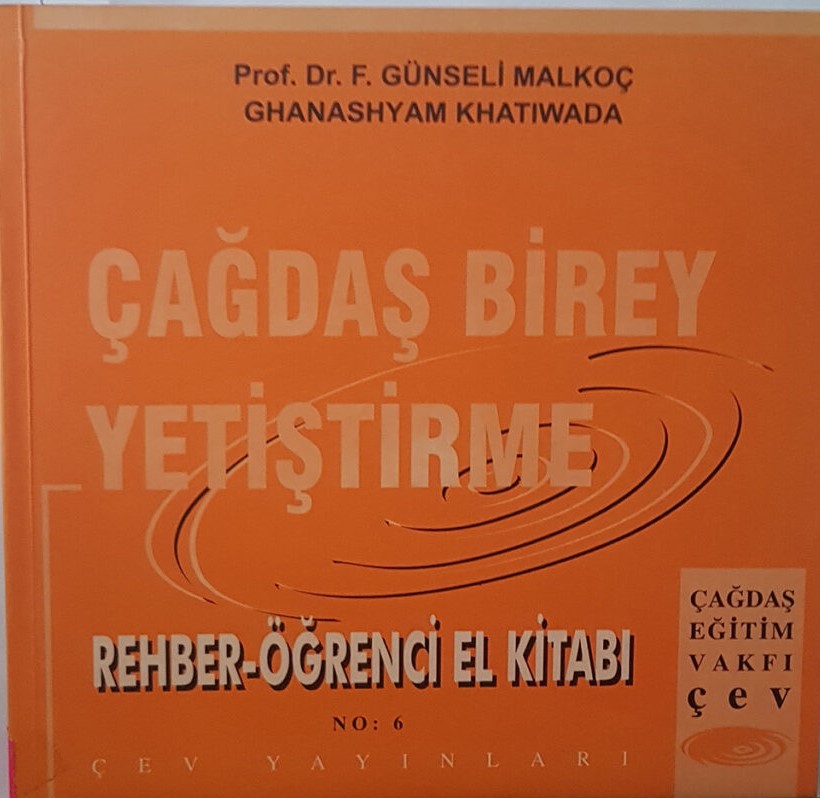 Prof. Dr. F. GÜNSELİ MALKOÇ
GHANASHYAM KHATIWADA
ÇAĞDAŞ BİREY
YETİŞTİRME
REHBER-ÖĞRENCİ EL KİTABI
NO: 6
ÇEV YAYINLARI
ÇAĞDAŞ
EĞİTİM
VAKFI
çev